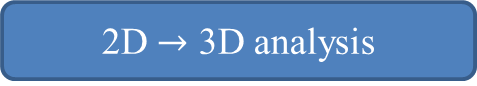 2D → 3D analysis